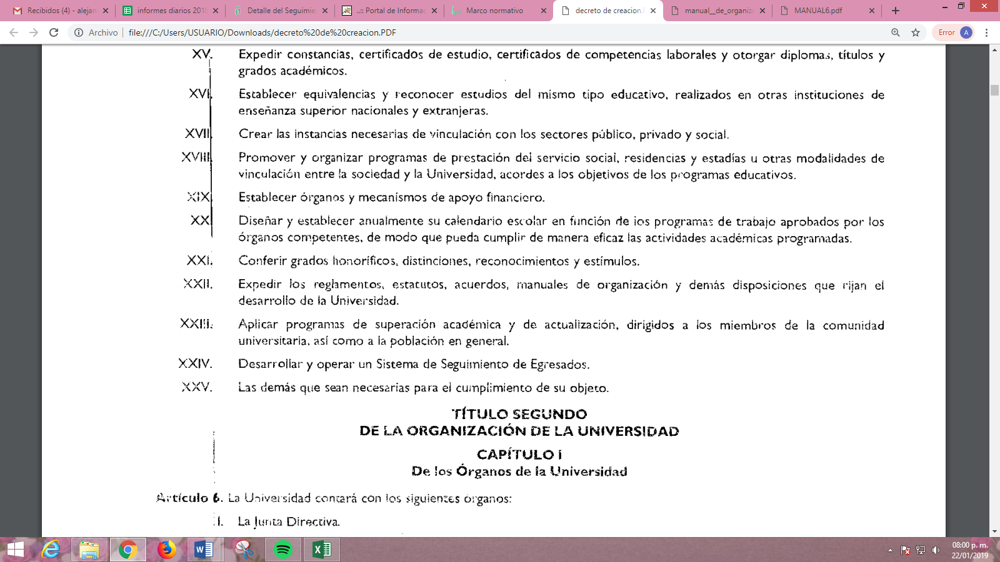 Recibidos (4) - alejan
informes diarios 2018
Detalle del Seguimie
..:: Portal de Informac
Marco normativo
decreto de creacion.
manual__de_organiza
MANUAL6.pdf
Archivo file:///C:/Users/USUARIO/Downloads/decreto%20de%20creacion.PDF
Error A
XV. Expedir constancias, certificados de estudio, certificados de competencias laborales y otorgar diplomas, títulos y
grados académicos.
XVI. Establecer equivalencias y reconocer estudios del mismo tipo educativo, realizados en otras instituciones de
enseñanza superior nacionales y extranjeras.
XVII. Crear las instancias necesarias de vinculación con los sectores público, privado y social.
XVIII. Promover y organizar programas de prestación del servicio social, residencias y estadías u otras modalidades de
vinculación entre la sociedad y la Universidad, acordes a los objetivos de los programas educativos.
XIX. Establecer órganos y mecanismos de apoyo financiero.
XX. Diseñar y establecer anualmente su calendario escolar en función de los programas de trabajo aprobados por los
órganos competentes, de modo que pueda cumplir de manera eficaz las actividades académicas programadas.
XXI. Conferir grados honoríficos, distinciones, reconocimientos y estímulos.
XXII. Expedir los reglamentos, estatutos, acuerdos, manuales de organización y demás disposiciones que rijan el
desarrollo de la Universidad.
XXIII. Aplicar programas de superación académica y de actualización, dirigidos a los miembros de la comunidad
universitaria, así como a la población en general.
XXIV. Desarrollar y operar un Sistema de Seguimiento de Egresados.
XXV. Las demás que sean necesarias para el cumplimiento de su objeto.
TÍTULO SEGUNDO
DE LA ORGANIZACIÓN DE LA UNIVERSIDAD
CAPÍTULO I
De los Órganos de la Universidad
Artículo 6. La Universidad contará con los siguientes órganos:
I. La Junta Directiva.
08:00 p. m.
22/01/2019